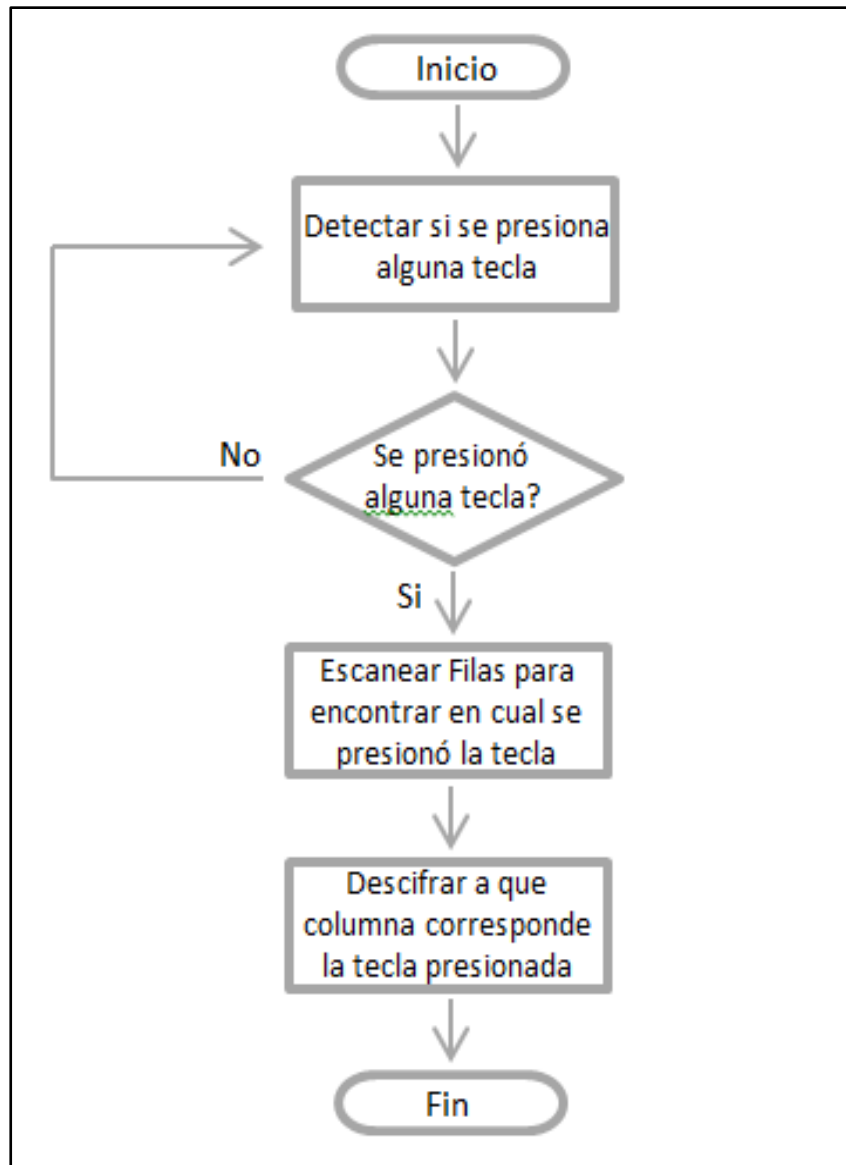 Inicio
Detectar si se presiona
alguna tecla
Se presionó
alguna tecla?
No
Si
Escanear Filas para
encontrar en cual se
presionó la tecla
Descifrar a que
columna corresponde
la tecla presionada
Fin